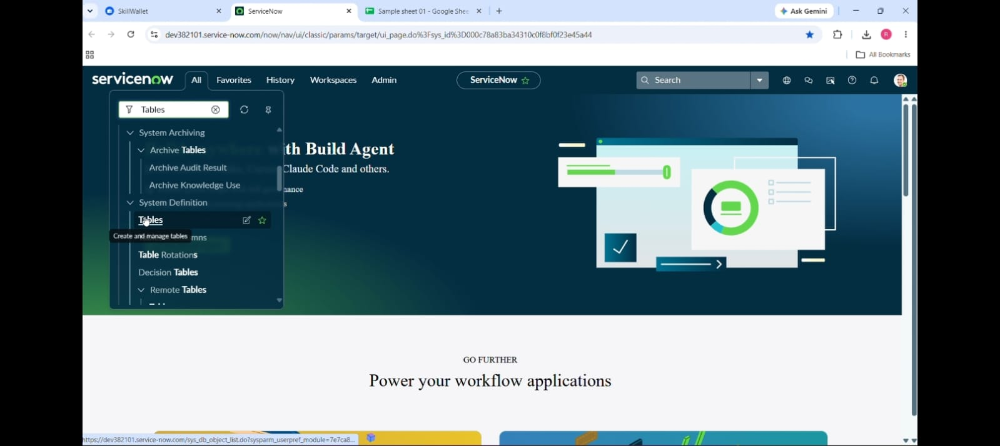 SkillWallet
ServiceNow
Sample sheet 01 - Google Shee
Ask Gemini
dev382101.service-now.com/now/nav/ui/classic/params/target/ui_page.do%3Fsys_id%3D000c78a83ba34310c0f8bf0f23e45a44
R
All Bookmarks
servicenow
All
Favorites
History
Workspaces
Admin
ServiceNow
Search
Tables
System Archiving
Archive Tables
Archive Audit Result
Archive Knowledge Use
System Definition
Tables
Create and manage tables
mns
Table Rotations
Decision Tables
Remote Tables
ith Build Agent
Claude Code and others.
nance
s
GO FURTHER
Power your workflow applications
https://dev382101.service-now.com/sys_db_object_list.do?sysparm_userpref_module=7e7ca8...